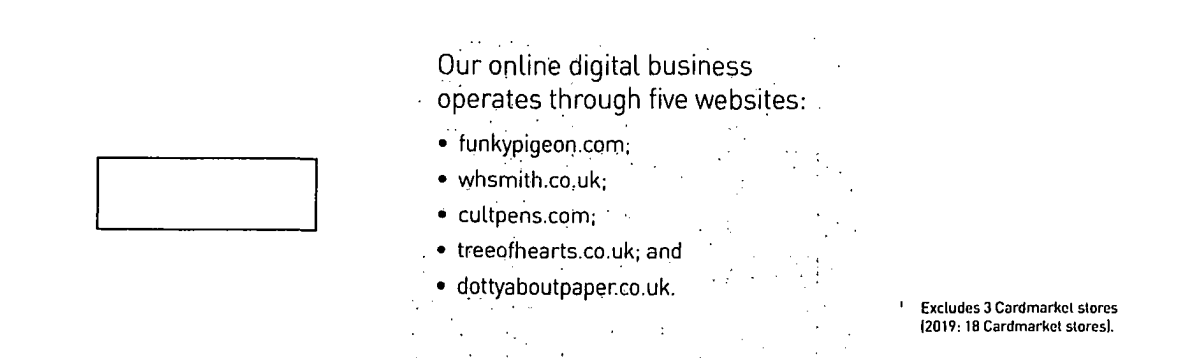 Our online digital business
operates through five websites:
• funkypigeon.com;
• whsmith.co.uk;
• cultpens.com;
• treeofhearts.co.uk; and
• dottyaboutpaper.co.uk.
¹ Excludes 3 Cardmarket stores
(2019: 18 Cardmarket stores).